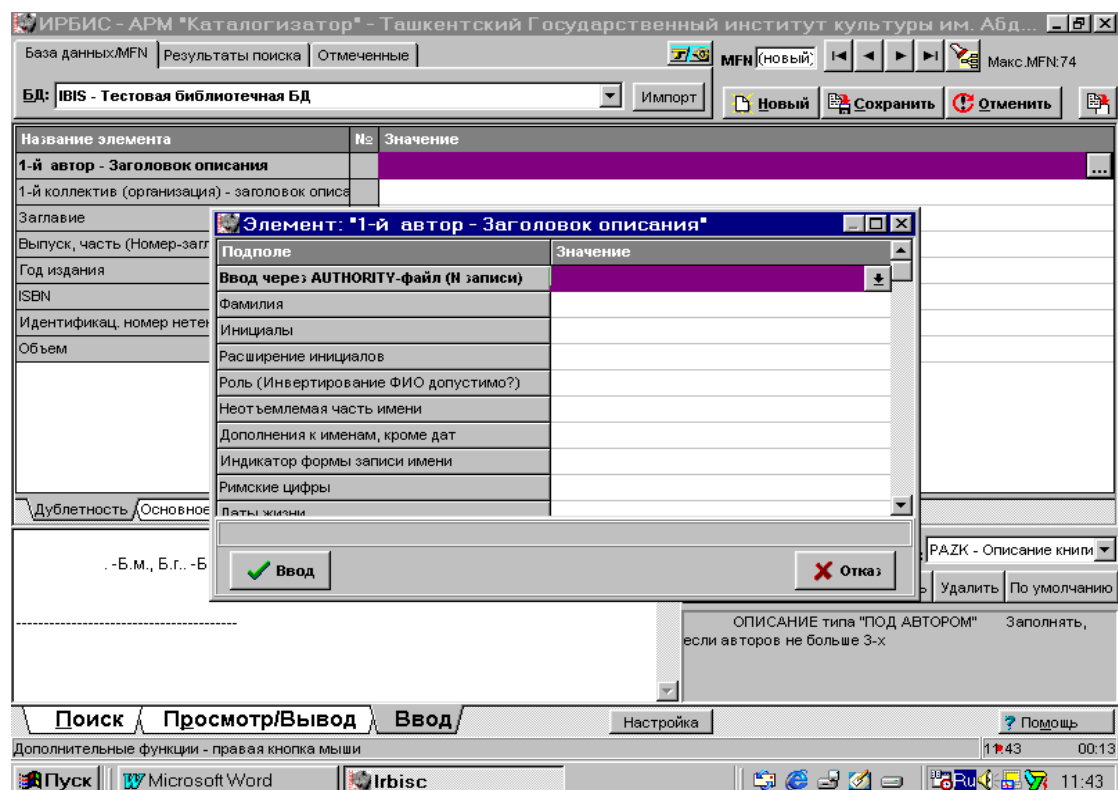 ИРБИС - АРМ "Каталогизатор" - Ташкентский Государственный институт культуры им. Абд...
База данных/MFN Результаты поиска Отмеченные MFN (новый) Макс.MFN:74
БД: IBIS - Тестовая библиотечная БД Импорт Новый Сохранить Отменить
Название элемента № Значение
1-й автор - Заголовок описания ...
1-й коллектив (организация) - заголовок описа
Заглавие
Выпуск, часть (Номер-загл
Год издания
ISBN
Идентификац. номер нетек
Объем
Элемент: "1-й автор - Заголовок описания"
Подполе Значение
Ввод через AUTHORITY-файл (N записи)
Фамилия
Инициалы
Расширение инициалов
Роль (Инвертирование ФИО допустимо?)
Неотъемлемая часть имени
Дополнения к именам, кроме дат
Индикатор формы записи имени
Римские цифры
Даты жизни
Ввод Отказ
Дублетность Основное
. -Б.м., Б.г.. -Б
PAZK - Описание книги
ь Удалить По умолчанию
---------------------------------------
ОПИСАНИЕ типа "ПОД АВТОРОМ" Заполнять,
если авторов не больше 3-х
Поиск Просмотр/Вывод Ввод Настройка ? Помощь
Дополнительные функции - правая кнопка мыши 11:43 00:13
Пуск Microsoft Word Irbisc Ru 11:43